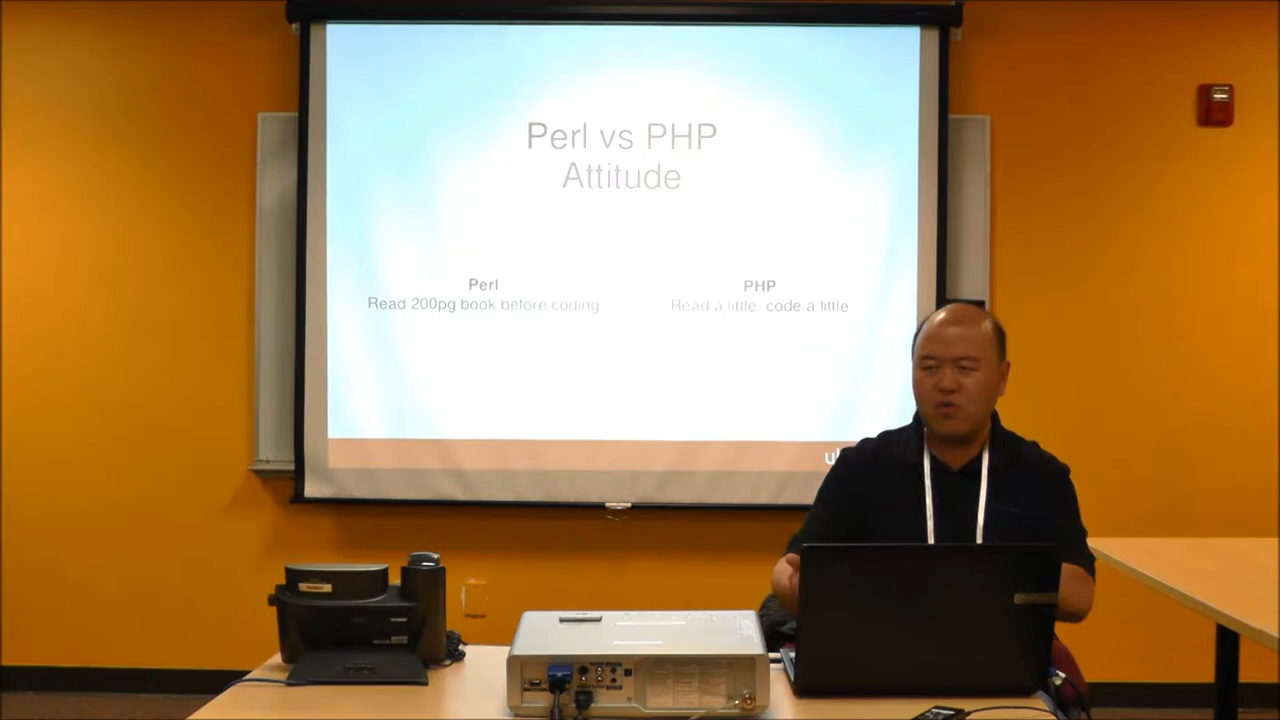 Perl vs PHP
Attitude
Perl
Read 200pg book before coding
PHP
Read a little, code a little